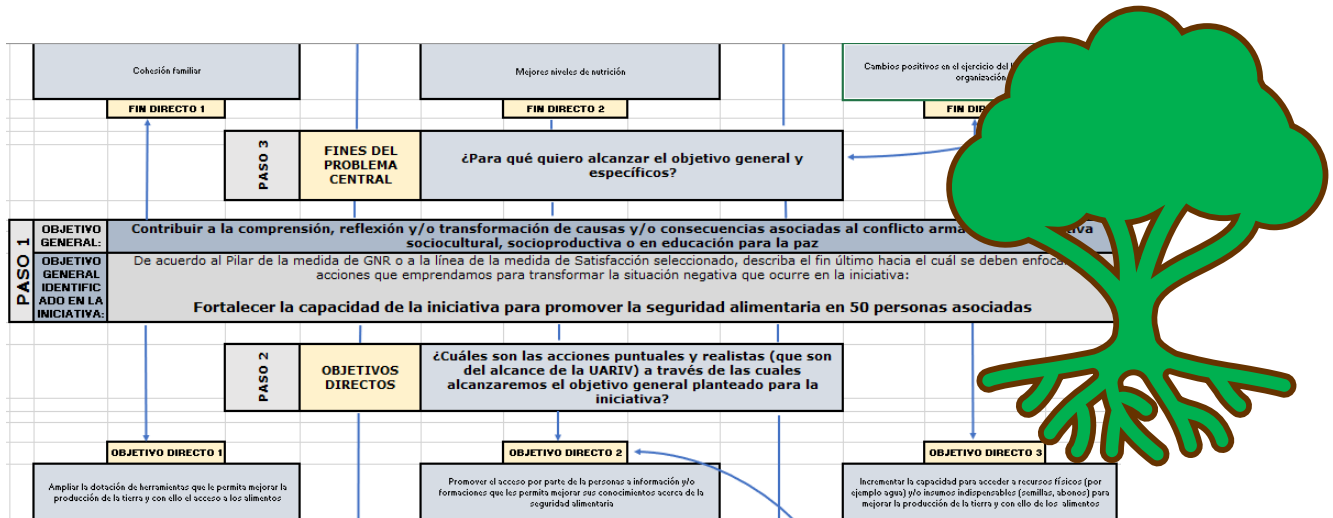 Cohesión familiar
Mejores niveles de nutrición
Cambios positivos en el ejercicio del
organización
FIN DIRECTO 1
FIN DIRECTO 2
FIN
PASO 3
FINES DEL
PROBLEMA
CENTRAL
¿Para qué quiero alcanzar el objetivo general y
específicos?
PASO 1
OBJETIVO
GENERAL:
Contribuir a la comprensión, reflexión y/o transformación de causas y/o consecuencias asociadas al conflicto
sociocultural, socioproductiva o en educación para la paz
OBJETIVO
GENERAL
IDENTIFIC
ADO EN LA
INICIATIVA:
De acuerdo al Pilar de la medida de GNR o a la línea de la medida de Satisfacción seleccionado, describa el fin último hacia el cuál se deben
acciones que emprendamos para transformar la situación negativa que ocurre en la iniciativa:
Fortalecer la capacidad de la iniciativa para promover la seguridad alimentaria en 50 personas asociadas
PASO 2
OBJETIVOS
DIRECTOS
¿Cuáles son las acciones puntuales y realistas (que son
del alcance de la UARIV) a través de las cuales
alcanzaremos el objetivo general planteado para la
iniciativa?
OBJETIVO DIRECTO 1
OBJETIVO DIRECTO 2
OBJETIVO DIRECTO 3
Ampliar la dotación de herramientas que le permita mejorar la
producción de la tierra y con ello el acceso a los alimentos
Promover el acceso por parte de la personas a información y/o
formaciones que les permita mejorar sus conocimientos acerca de la
seguridad alimentaria
Incrementar la capacidad para acceder a recursos físicos (por
ejemplo agua) y/o insumos indispensables (semillas, abonos) para
mejorar la producción de la tierra y con ello de los alimentos